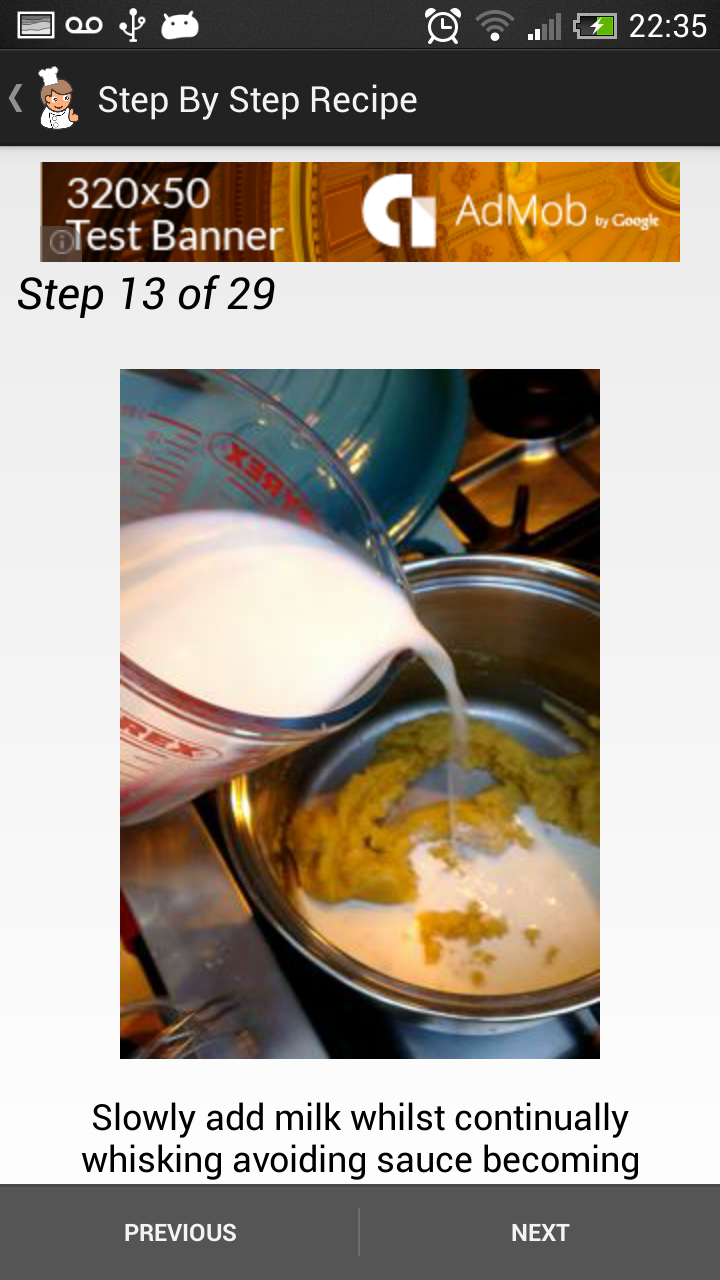 22:35
Step By Step Recipe
320x50
Test Banner
AdMob by Google
Step 13 of 29
PYREX
REX
Slowly add milk whilst continually
whisking avoiding sauce becoming
PREVIOUS
NEXT